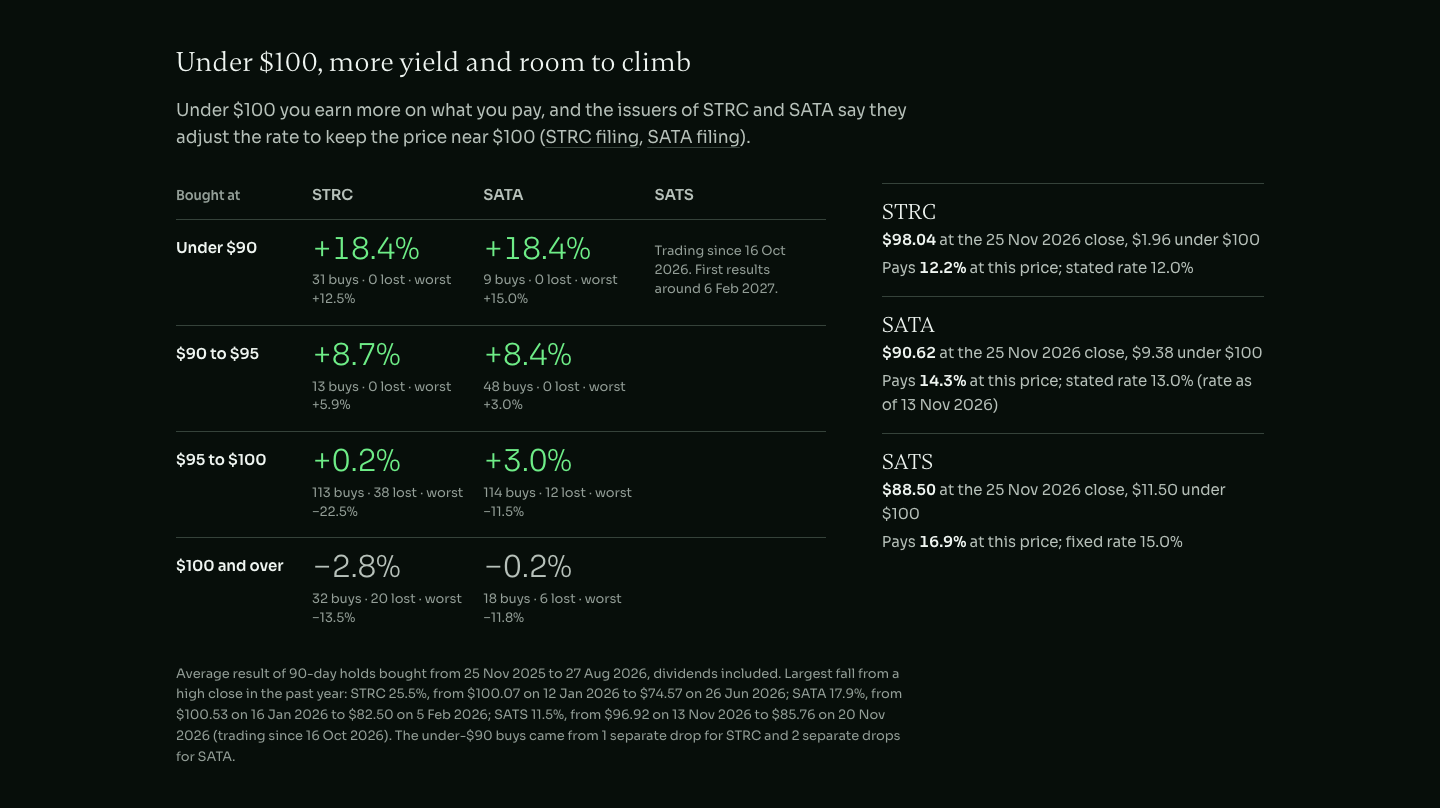 Under $100, more yield and room to climb
Under $100 you earn more on what you pay, and the issuers of STRC and SATA say they
adjust the rate to keep the price near $100 (STRC filing, SATA filing).
Bought at STRC SATA SATS
Under $90 +18.4% +18.4%
31 buys · 0 lost · worst
+12.5%
9 buys · 0 lost · worst
+15.0%
Trading since 16 Oct
2026. First results
around 6 Feb 2027.
$90 to $95 +8.7% +8.4%
13 buys · 0 lost · worst
+5.9%
48 buys · 0 lost · worst
+3.0%
$95 to $100 +0.2% +3.0%
113 buys · 38 lost · worst
−22.5%
114 buys · 12 lost · worst
−11.5%
$100 and over −2.8% −0.2%
32 buys · 20 lost · worst
−13.5%
18 buys · 6 lost · worst
−11.8%
STRC
$98.04 at the 25 Nov 2026 close, $1.96 under $100
Pays 12.2% at this price; stated rate 12.0%
SATA
$90.62 at the 25 Nov 2026 close, $9.38 under $100
Pays 14.3% at this price; stated rate 13.0% (rate as
of 13 Nov 2026)
SATS
$88.50 at the 25 Nov 2026 close, $11.50 under
$100
Pays 16.9% at this price; fixed rate 15.0%
Average result of 90-day holds bought from 25 Nov 2025 to 27 Aug 2026, dividends included. Largest fall from a
high close in the past year: STRC 25.5%, from $100.07 on 12 Jan 2026 to $74.57 on 26 Jun 2026; SATA 17.9%, from
$100.53 on 16 Jan 2026 to $82.50 on 5 Feb 2026; SATS 11.5%, from $96.92 on 13 Nov 2026 to $85.76 on 20 Nov
2026 (trading since 16 Oct 2026). The under-$90 buys came from 1 separate drop for STRC and 2 separate drops
for SATA.